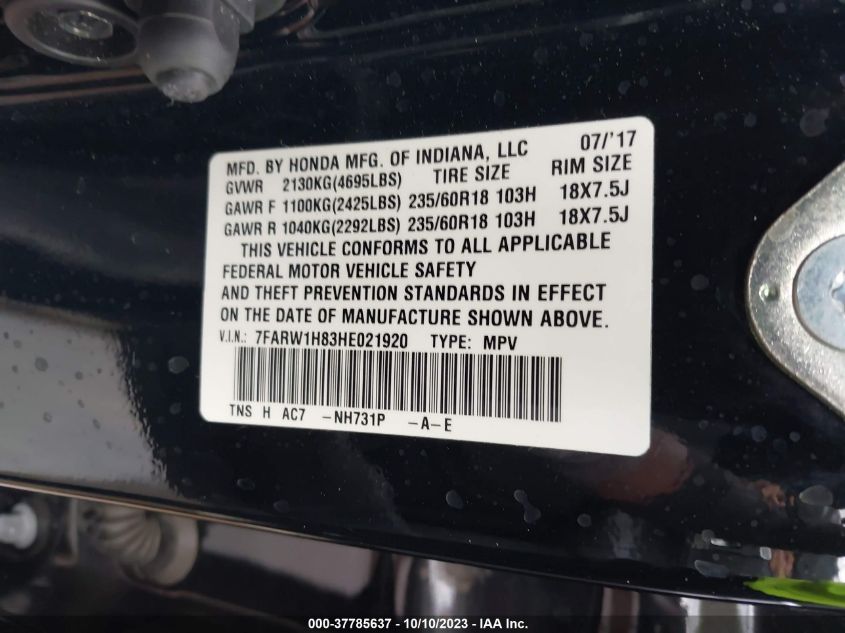 MFD. BY HONDA MFG. OF INDIANA, LLC 07/'17
GVWR 2130KG(4695LBS) TIRE SIZE RIM SIZE
GAWR F 1100KG(2425LBS) 235/60R18 103H 18X7.5J
GAWR R 1040KG(2292LBS) 235/60R18 103H 18X7.5J
THIS VEHICLE CONFORMS TO ALL APPLICABLE
FEDERAL MOTOR VEHICLE SAFETY
AND THEFT PREVENTION STANDARDS IN EFFECT
ON THE DATE OF MANUFACTURE SHOWN ABOVE.
V.I.N.: 7FARW1H83HE021920 TYPE: MPV
TNS H AC7 -NH731P -A-E
000-37785637 - 10/10/2023 - IAA Inc.